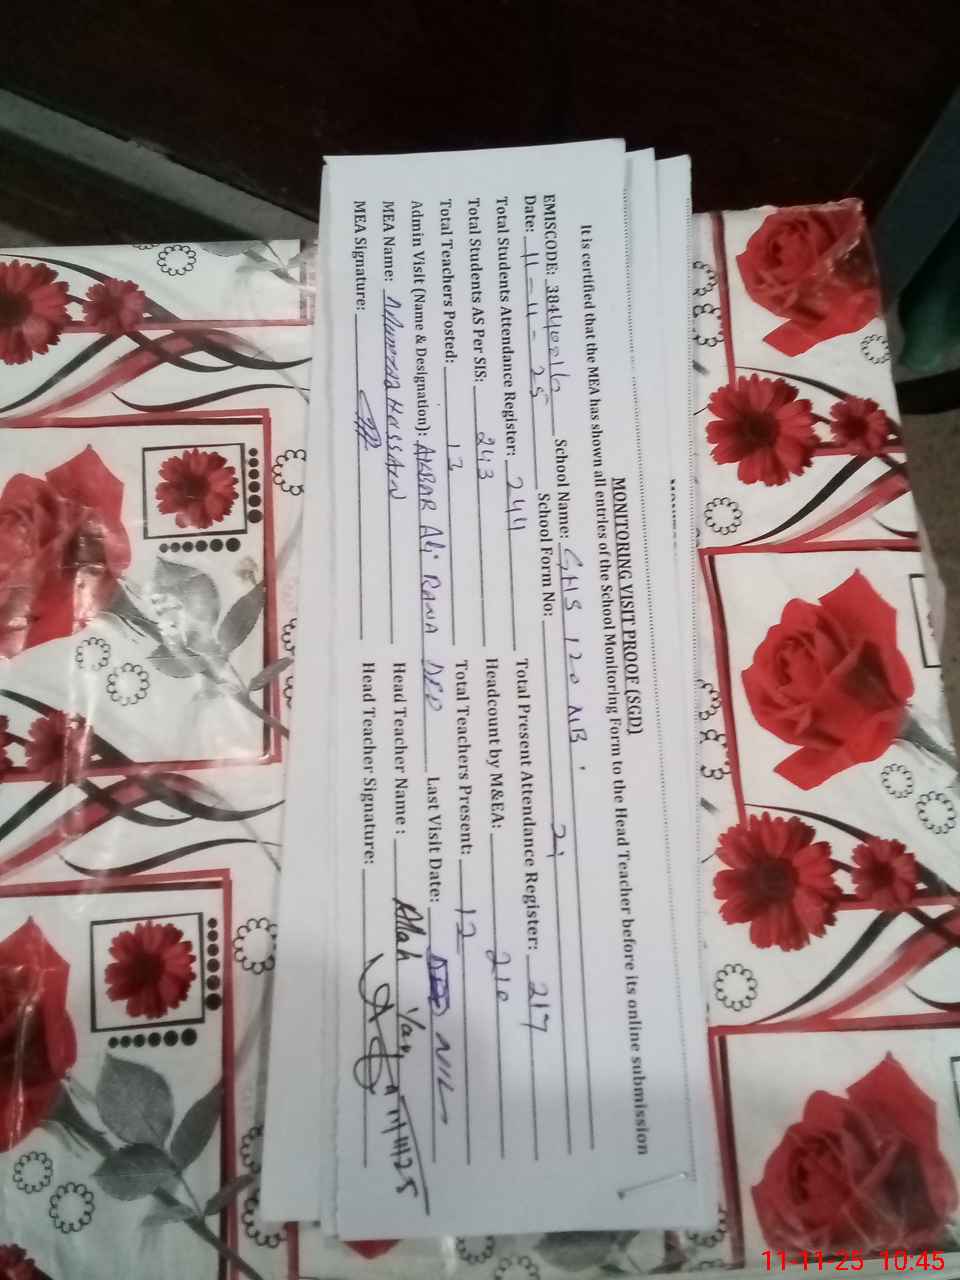 MONITORING VISIT PROOF (SGD)
It is certified that the MEA has shown all entries of the School Monitoring Form to the Head Teacher before its online submission
EMISCODE: School Name: GHS 120 NB
Date: 11-11-25 School Form No: 21
Total Students Attendance Register: 244 Total Present Attendance Register: 217
Total Students AS Per SIS: 243 Headcount by M&EA: 210
Total Teachers Posted: 13 Total Teachers Present: 12
Admin Visit (Name & Designation): AKBAR Ali RANA Last Visit Date: NIL
MEA Name: HASSAN Head Teacher Name : Allah Yar
MEA Signature: Head Teacher Signature: 11/11/25
11-11-25 10:45